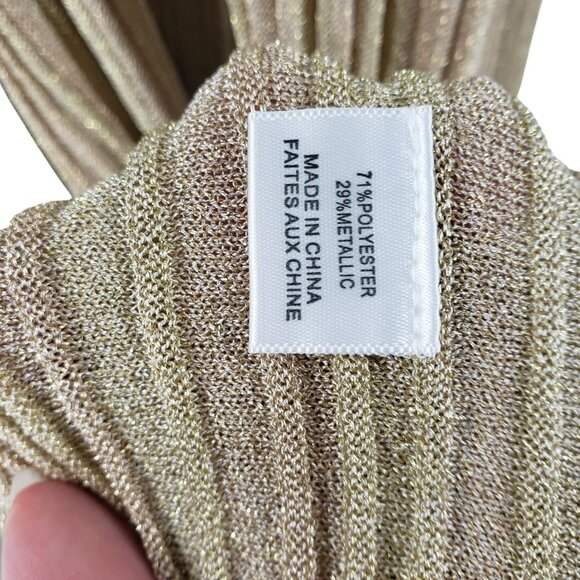 71%POLYESTER
29%METALLIC
MADE IN CHINA
FAITES AUX CHINE